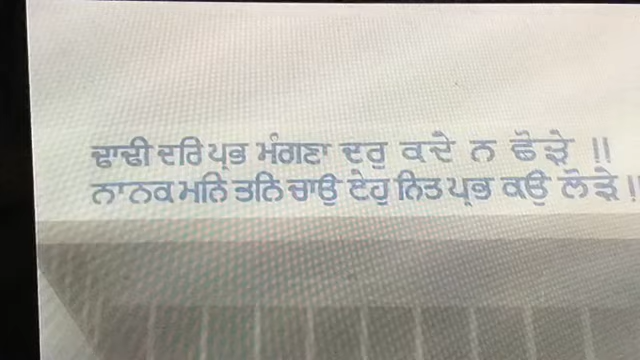 ਢਾਢੀ ਦਰਿ ਪ੍ਰਭ ਮੰਗਣਾ ਦਰੁ ਕਦੇ ਨ ਛੋੜੇ ||
ਨਾਨਕ ਮਨਿ ਤਨਿ ਚਾਉ ਏਹੁ ਨਿਤ ਪ੍ਰਭ ਕਉ ਲੋੜੇ ||